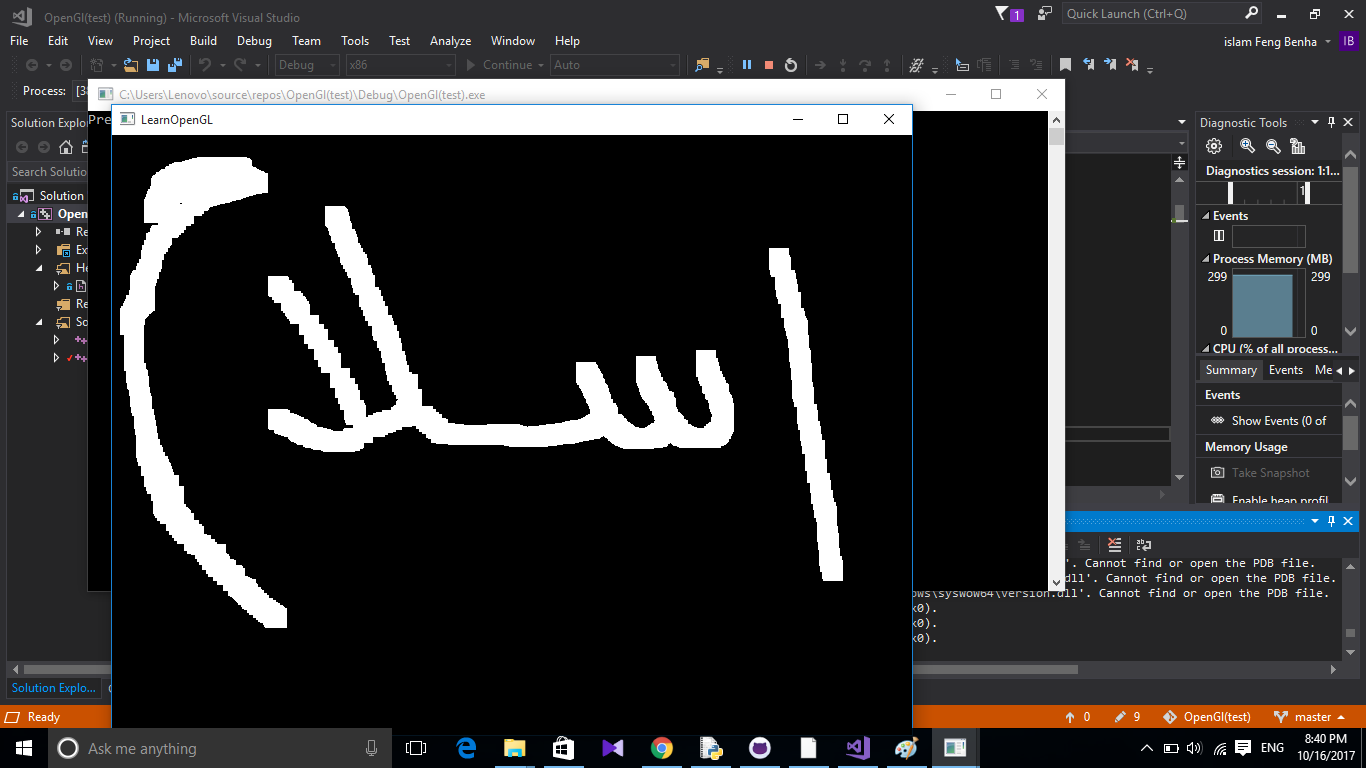 OpenGl(test) (Running) - Microsoft Visual Studio
1
Quick Launch (Ctrl+Q)
File Edit View Project Build Debug Team Tools Test Analyze Window Help
islam Feng Benha
IB
Debug x86 Continue Auto
Process:
C:\Users\Lenovo\source\repos\OpenGl(test)\Debug\OpenGl(test).exe
LearnOpenGL
اسلام
Solution Explo
Search Solutio
Solution
Open
Re
Ex
He
Re
So
Solution Explo...
Diagnostic Tools
Diagnostics session: 1:1...
1
Events
Process Memory (MB)
299 299
0 0
CPU (% of all process...
Summary Events Me
Events
Show Events (0 of
Memory Usage
Take Snapshot
Enable heap profil
'. Cannot find or open the PDB file.
dll'. Cannot find or open the PDB file.
ows\syswow64\version.dll'. Cannot find or open the PDB file.
x0).
x0).
x0).
Ready
0 9 OpenGl(test) master
Ask me anything
ENG
8:40 PM
10/16/2017